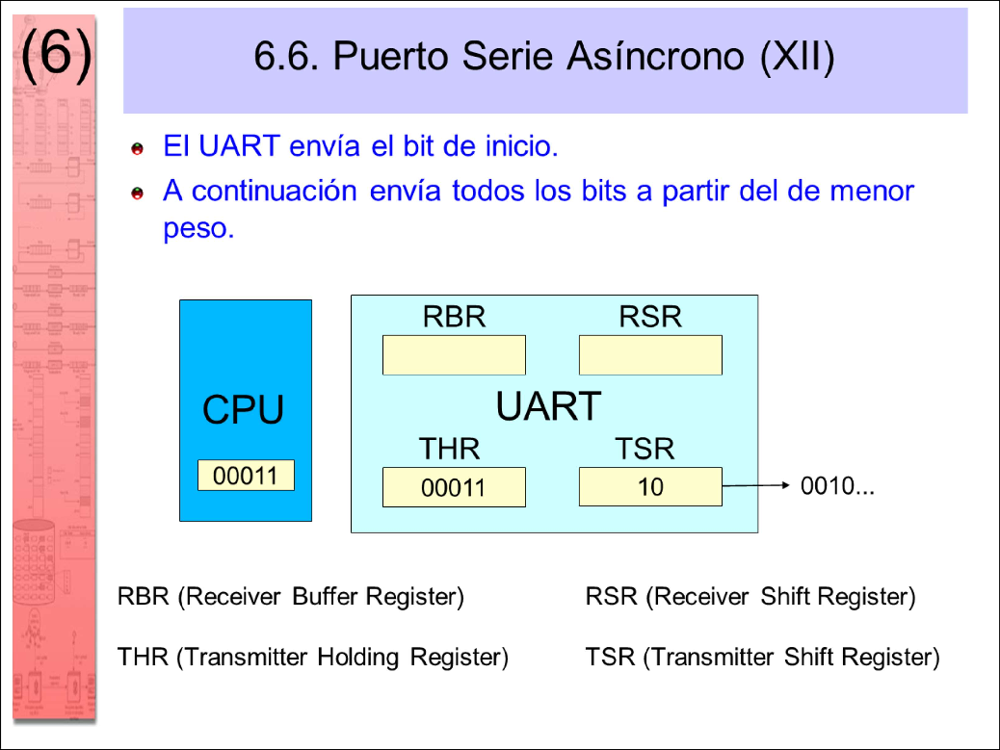 (6)
6.6. Puerto Serie Asíncrono (XII)
El UART envía el bit de inicio.
A continuación envía todos los bits a partir del de menor
peso.
RBR RSR
CPU UART
THR TSR
00011 00011 10 0010...
RBR (Receiver Buffer Register) RSR (Receiver Shift Register)
THR (Transmitter Holding Register) TSR (Transmitter Shift Register)